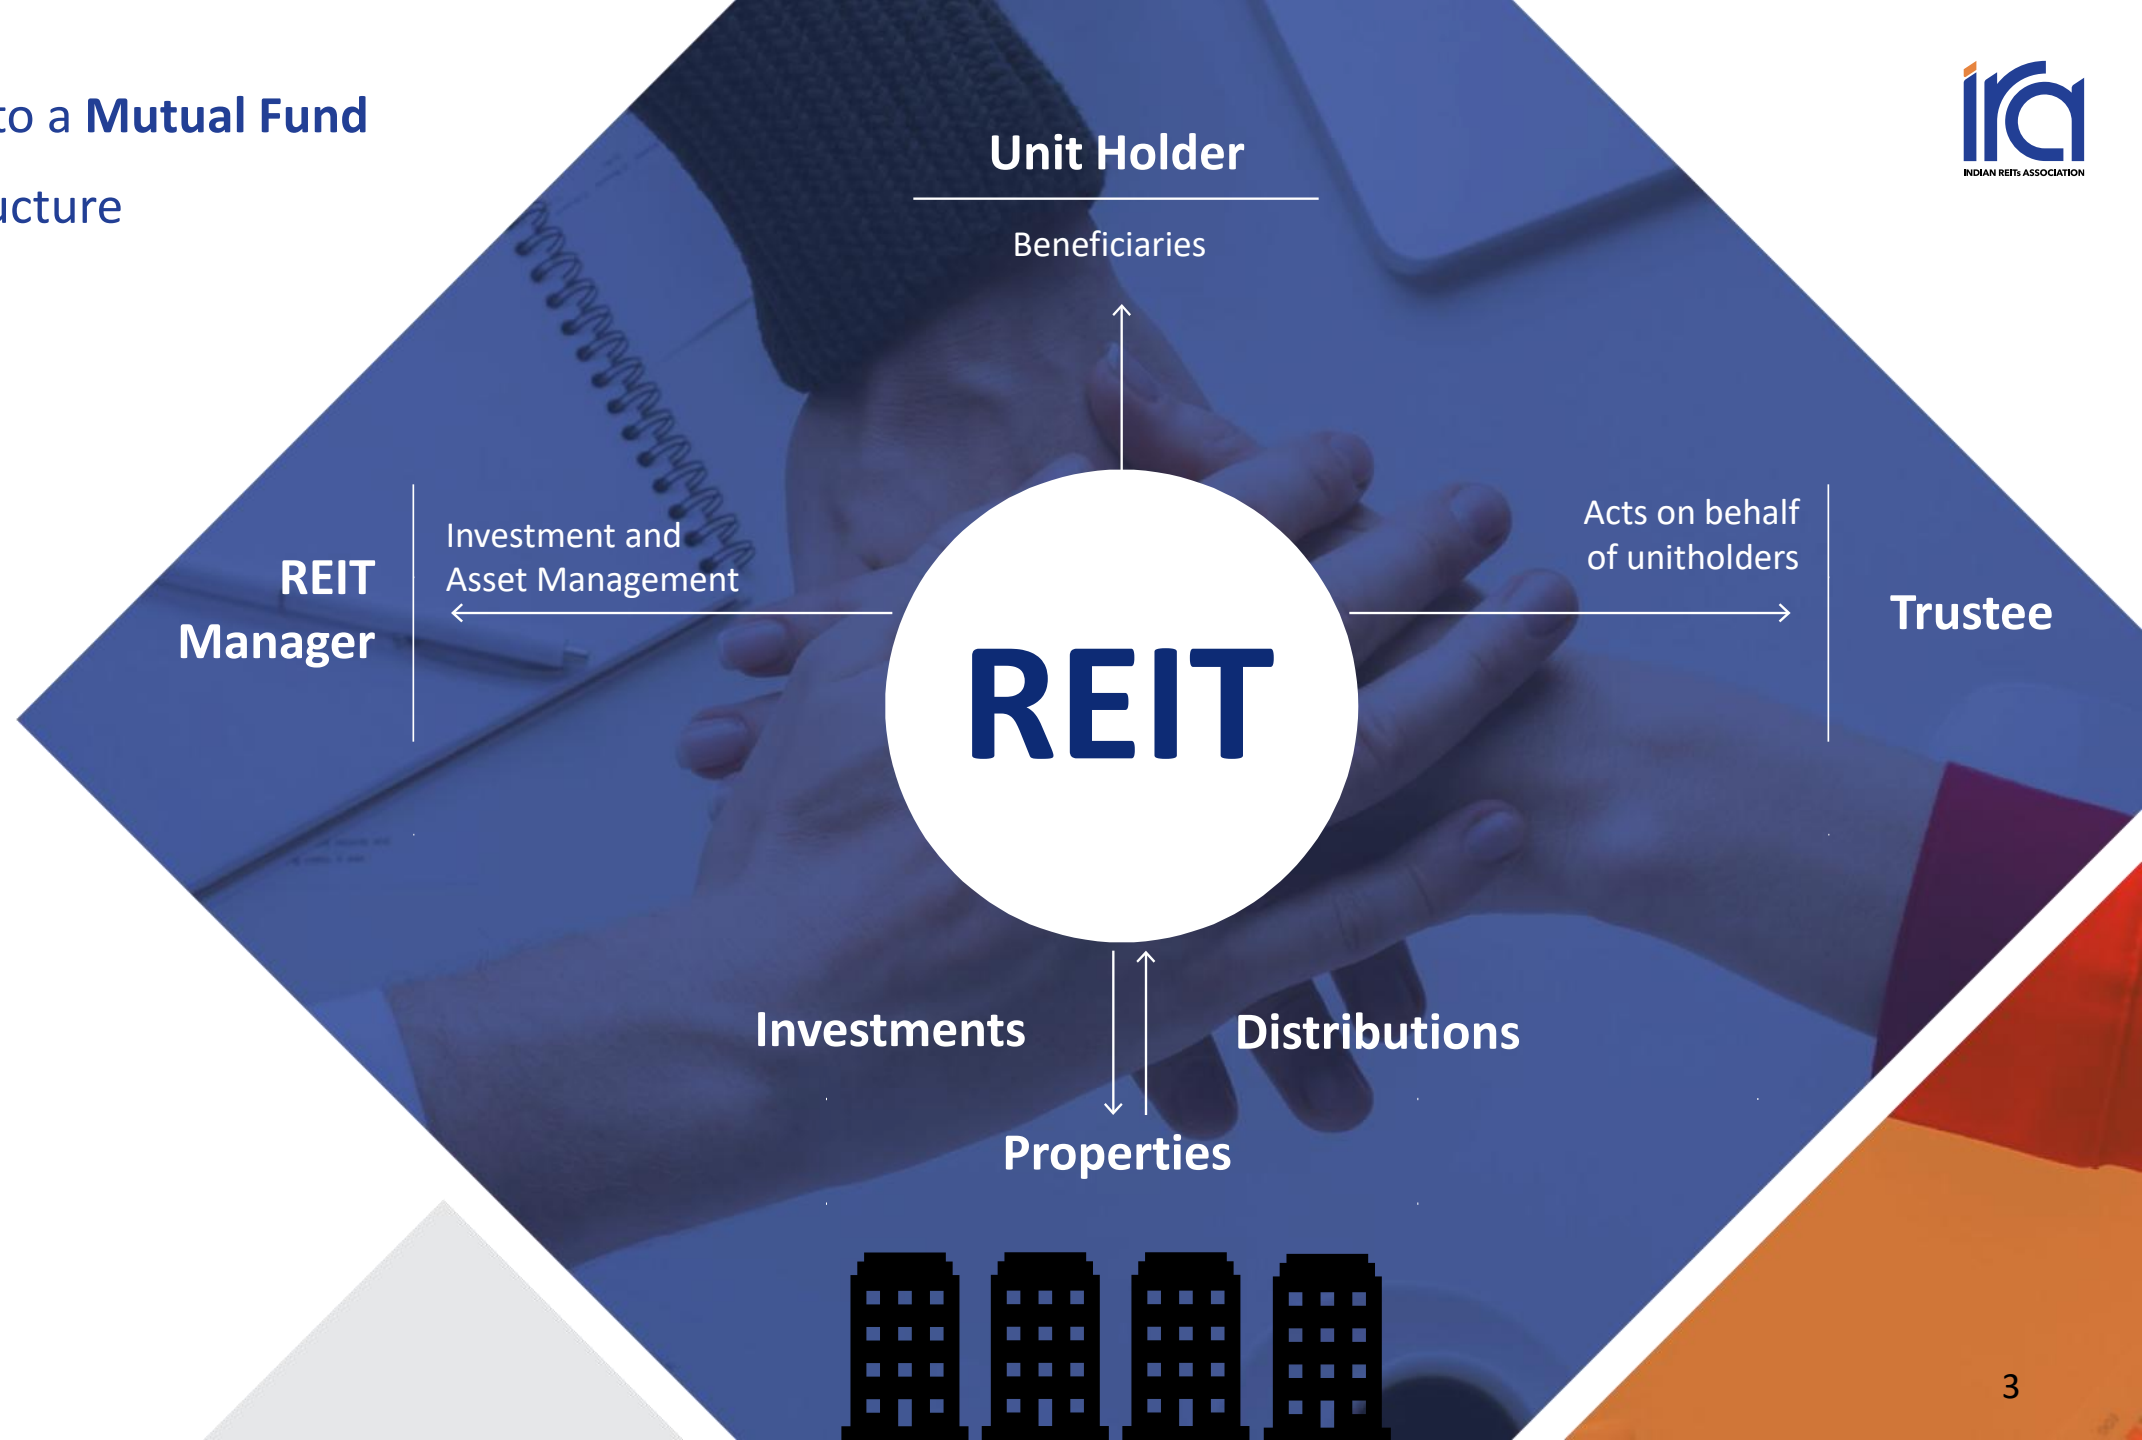 to a Mutual Fund
ucture
ira
INDIAN REITs ASSOCIATION
Unit Holder
Beneficiaries
Investment and
Asset Management
REIT
Manager
Acts on behalf
of unitholders
Trustee
REIT
Investments
Distributions
Properties
3